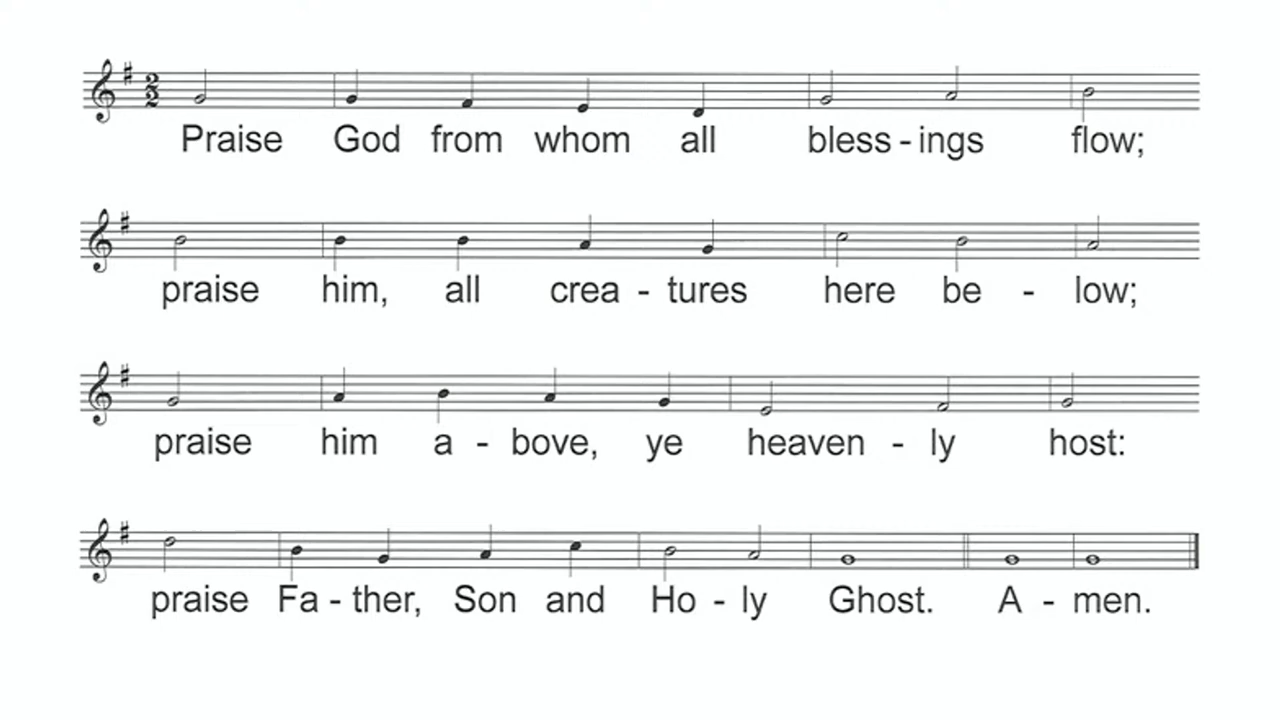 Praise God from whom all bless - ings flow;
praise him, all crea - tures here be - low;
praise him a - bove, ye heaven - ly host:
praise Fa - ther, Son and Ho - ly Ghost. A - men.